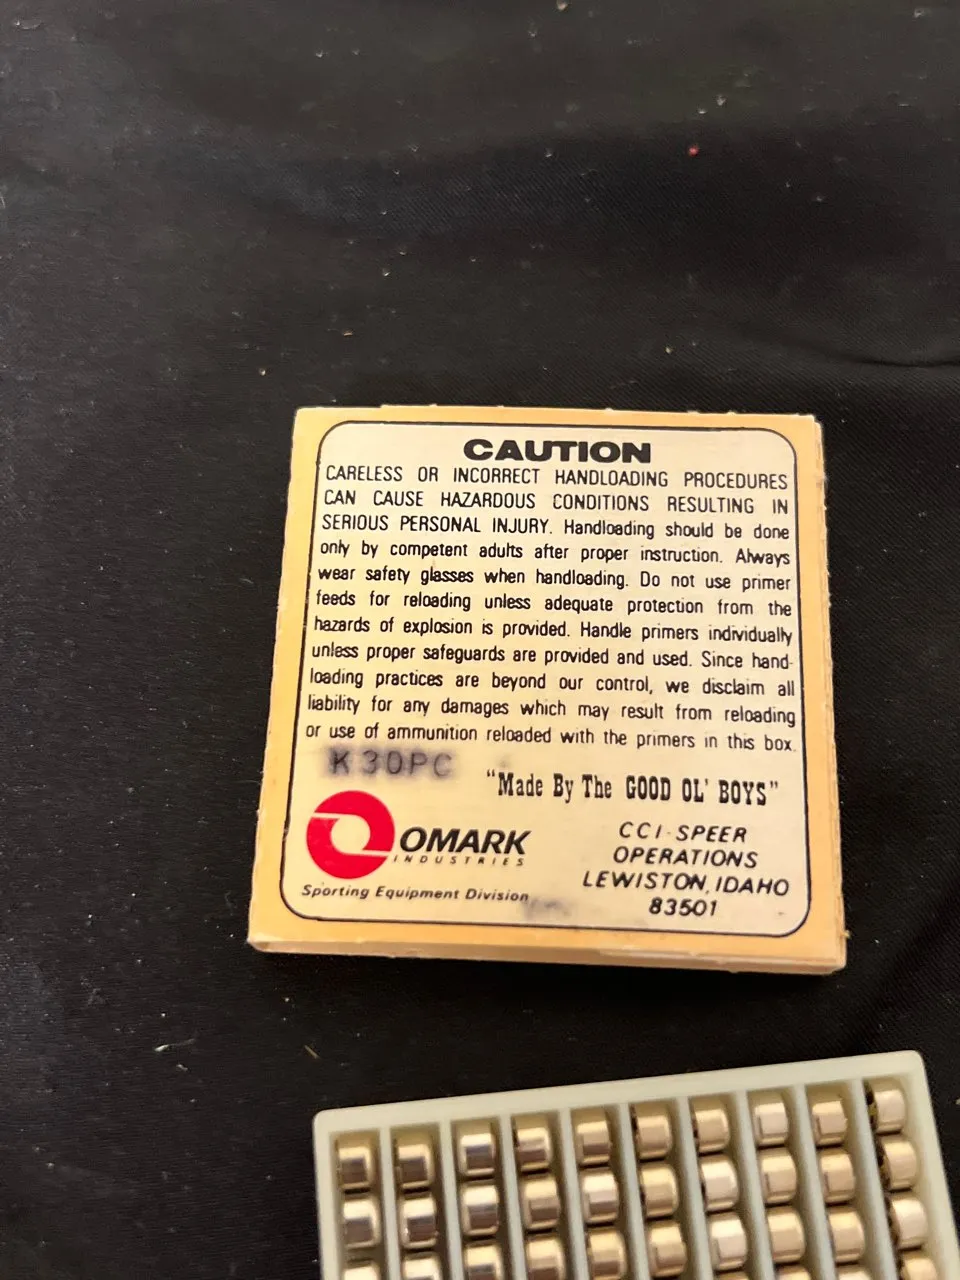 CAUTION
CARELESS OR INCORRECT HANDLOADING PROCEDURES
CAN CAUSE HAZARDOUS CONDITIONS RESULTING IN
SERIOUS PERSONAL INJURY. Handloading should be done
only by competent adults after proper instruction. Always
wear safety glasses when handloading. Do not use primer
feeds for reloading unless adequate protection from the
hazards of explosion is provided. Handle primers individually
unless proper safeguards are provided and used. Since hand-
loading practices are beyond our control, we disclaim all
liability for any damages which may result from reloading
or use of ammunition reloaded with the primers in this box.
K30PC
"Made By The GOOD OL' BOYS"
OMARK
INDUSTRIES
Sporting Equipment Division
CCI-SPEER
OPERATIONS
LEWISTON, IDAHO
83501